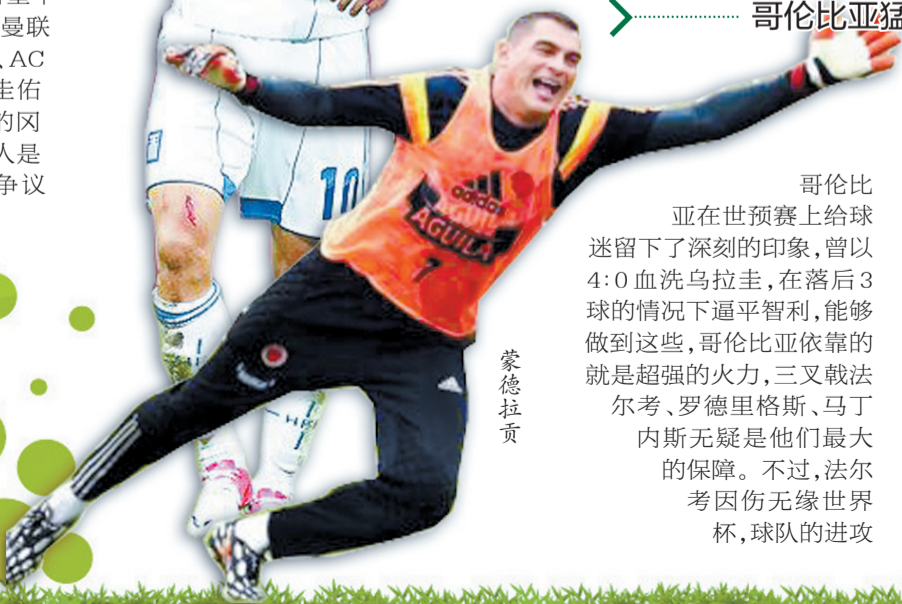 曼联
、AC
圭佑
的冈
人是
争议
哥伦比亚猛
10
adidas
AGUILA
7
蒙德拉贡
哥伦比
亚在世预赛上给球
迷留下了深刻的印象,曾以
4:0血洗乌拉圭,在落后3
球的情况下逼平智利,能够
做到这些,哥伦比亚依靠的
就是超强的火力,三叉戟法
尔考、罗德里格斯、马丁
内斯无疑是他们最大
的保障。不过,法尔
考因伤无缘世界
杯,球队的进攻